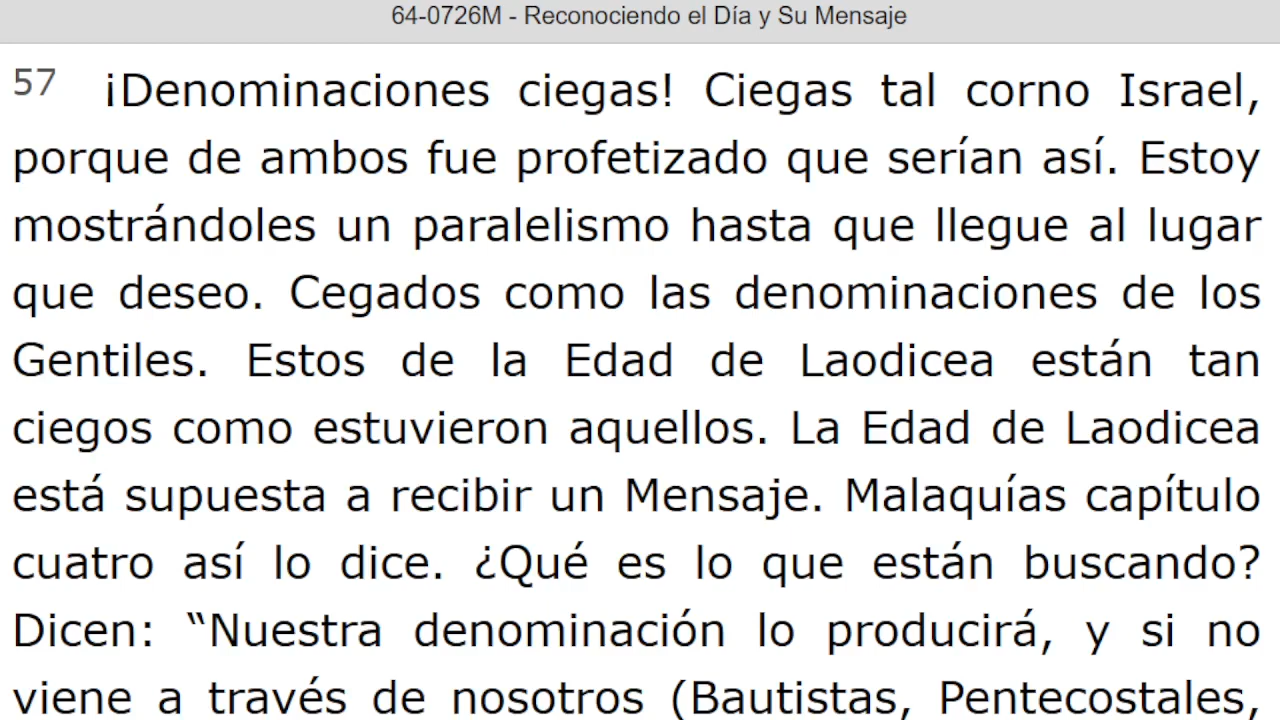 64-0726M - Reconociendo el Día y Su Mensaje
57 ¡Denominaciones ciegas! Ciegas tal corno Israel,
porque de ambos fue profetizado que serían así. Estoy
mostrándoles un paralelismo hasta que llegue al lugar
que deseo. Cegados como las denominaciones de los
Gentiles. Estos de la Edad de Laodicea están tan
ciegos como estuvieron aquellos. La Edad de Laodicea
está supuesta a recibir un Mensaje. Malaquías capítulo
cuatro así lo dice. ¿Qué es lo que están buscando?
Dicen: “Nuestra denominación lo producirá, y si no
viene a través de nosotros (Bautistas, Pentecostales,